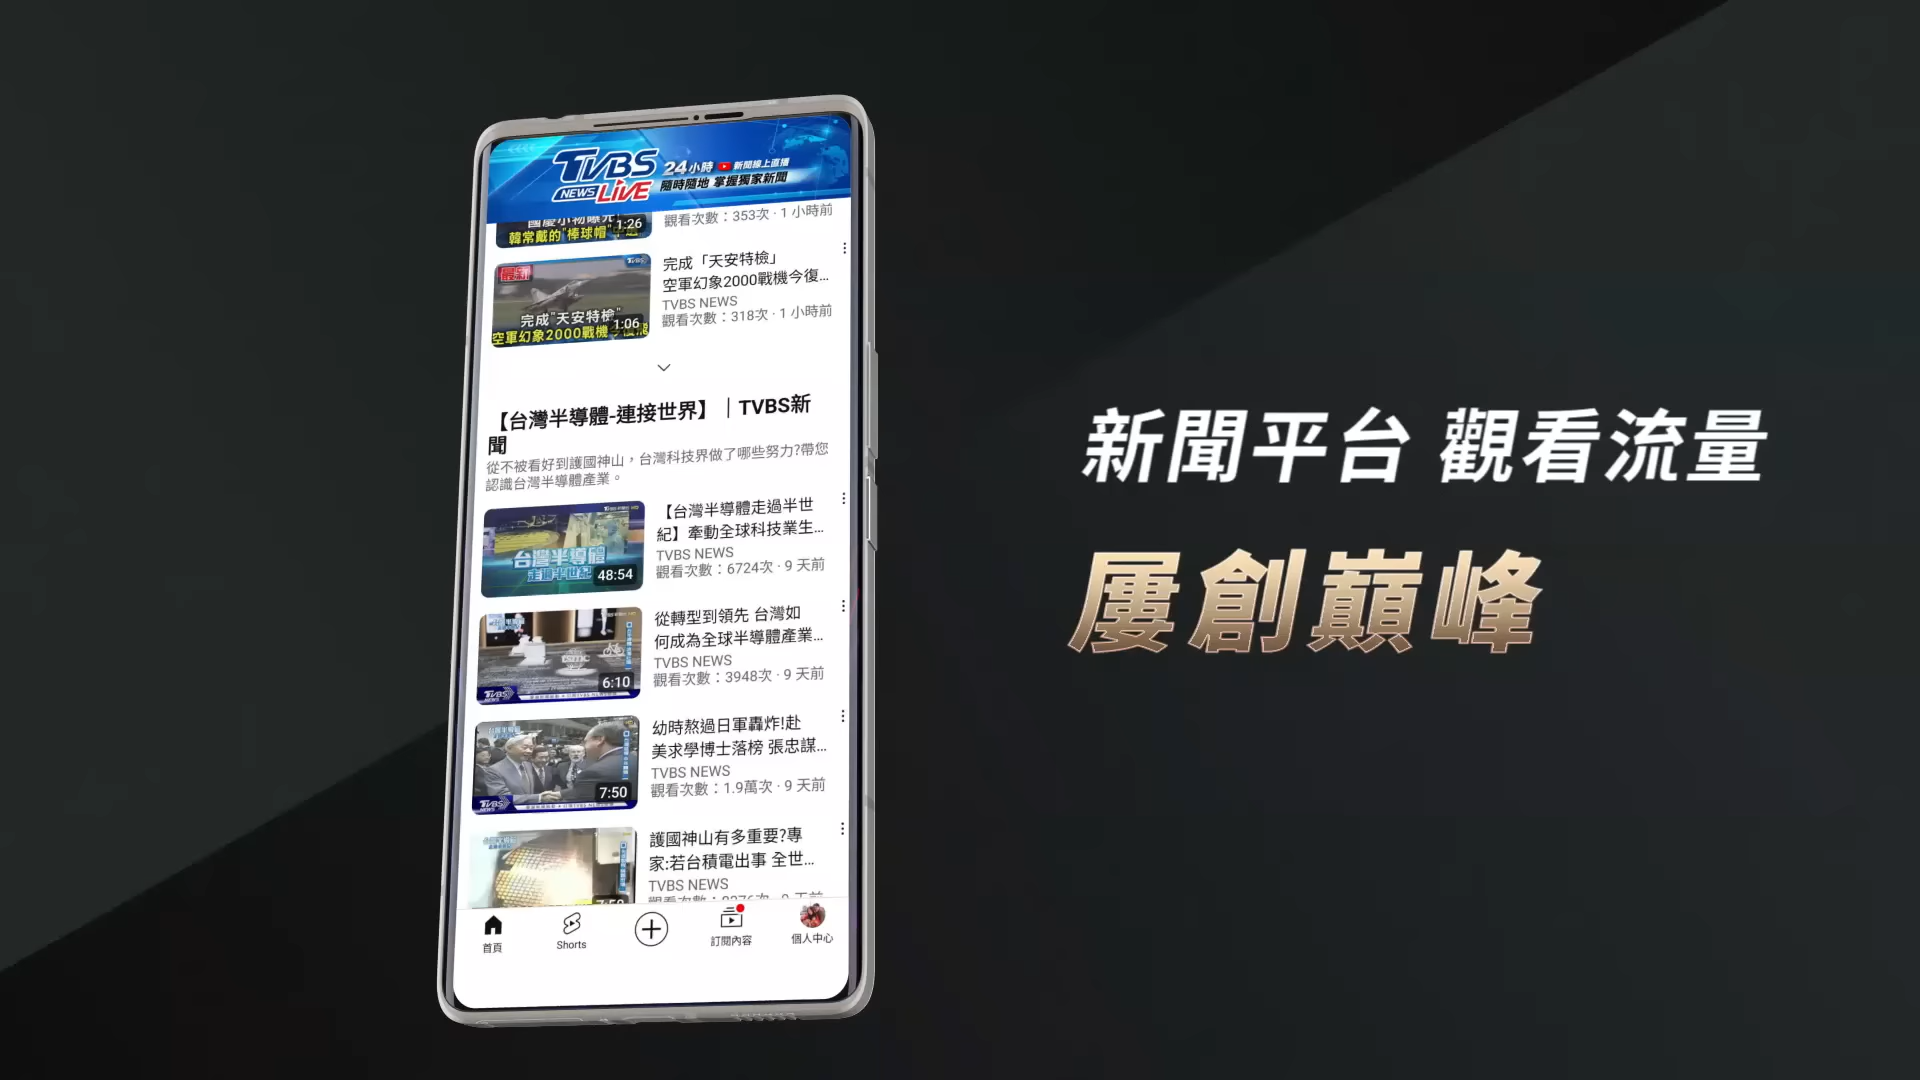 TVBS
NEWS LIVE
24小時 新聞線上直播
隨時隨地 掌握獨家新聞
1:26
韓常戴的"棒球帽"
觀看次數：353次 · 1 小時前
最新
完成"天安特檢"
空軍幻象2000戰機今復飛
1:06
完成「天安特檢」
空軍幻象2000戰機今復...
TVBS NEWS
觀看次數：318次 · 1 小時前
【台灣半導體-連接世界】｜TVBS新
聞
從不被看好到護國神山，台灣科技界做了哪些努力?帶您
認識台灣半導體產業。
台灣半導體
走過半世紀
48:54
【台灣半導體走過半世
紀】牽動全球科技業生...
TVBS NEWS
觀看次數：6724次 · 9 天前
6:10
從轉型到領先 台灣如
何成為全球半導體產業...
TVBS NEWS
觀看次數：3948次 · 9 天前
7:50
幼時熬過日軍轟炸!赴
美求學博士落榜 張忠謀...
TVBS NEWS
觀看次數：1.9萬次 · 9 天前
護國神山有多重要?專
家:若台積電出事 全世...
TVBS NEWS
首頁
Shorts
訂閱內容
個人中心
新聞平台 觀看流量
屢創巔峰